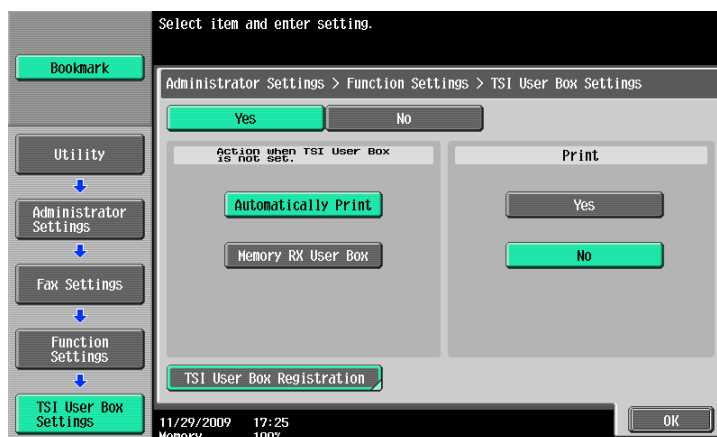 Select item and enter setting.
Bookmark
Administrator Settings > Function Settings > TSI User Box Settings
Yes
No
Action when TSI User Box
is not set.
Print
Automatically Print
Yes
Memory RX User Box
No
Utility
Administrator
Settings
Fax Settings
Function
Settings
TSI User Box
Settings
TSI User Box Registration
11/29/2009 17:25
Memory 100%
OK